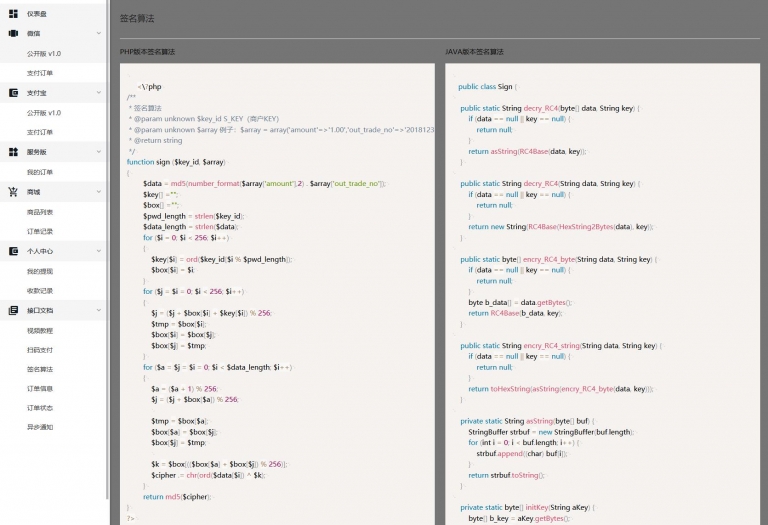 仪表盘
微信
公开版 v1.0
支付订单
支付宝
公开版 v1.0
支付订单
服务版
我的订单
商城
商品列表
订单记录
个人中心
我的提现
收款记录
接口文档
视频教程
扫码支付
签名算法
订单信息
订单状态
异步通知
签名算法
PHP版本签名算法
<\?php
/**
* 签名算法
* @param unknown $key_id S_KEY（商户KEY）
* @param unknown $array 例子：$array = array('amount'=>'1.00','out_trade_no'=>'2018123
* @return string
*/
function sign ($key_id, $array)
{
$data = md5(number_format($array['amount'],2) . $array['out_trade_no']);
$key[] ="";
$box[] ="";
$pwd_length = strlen($key_id);
$data_length = strlen($data);
for ($i = 0; $i < 256; $i++)
{
$key[$i] = ord($key_id[$i % $pwd_length]);
$box[$i] = $i;
}
for ($j = $i = 0; $i < 256; $i++)
{
$j = ($j + $box[$i] + $key[$i]) % 256;
$tmp = $box[$i];
$box[$i] = $box[$j];
$box[$j] = $tmp;
}
for ($a = $j = $i = 0; $i < $data_length; $i++)
{
$a = ($a + 1) % 256;
$j = ($j + $box[$a]) % 256;
$tmp = $box[$a];
$box[$a] = $box[$j];
$box[$j] = $tmp;
$k = $box[(($box[$a] + $box[$j]) % 256)];
$cipher .= chr(ord($data[$i]) ^ $k);
}
return md5($cipher);
}
?>
JAVA版本签名算法
public class Sign {
public static String decry_RC4(byte[] data, String key) {
if (data == null || key == null) {
return null;
}
return asString(RC4Base(data, key));
}
public static String decry_RC4(String data, String key) {
if (data == null || key == null) {
return null;
}
return new String(RC4Base(HexString2Bytes(data), key));
}
public static byte[] encry_RC4_byte(String data, String key) {
if (data == null || key == null) {
return null;
}
byte b_data[] = data.getBytes();
return RC4Base(b_data, key);
}
public static String encry_RC4_string(String data, String key) {
if (data == null || key == null) {
return null;
}
return toHexString(asString(encry_RC4_byte(data, key)));
}
private static String asString(byte[] buf) {
StringBuffer strbuf = new StringBuffer(buf.length);
for (int i = 0; i < buf.length; i++) {
strbuf.append((char) buf[i]);
}
return strbuf.toString();
}
private static byte[] initKey(String aKey) {
byte[] b_key = aKey.getBytes();